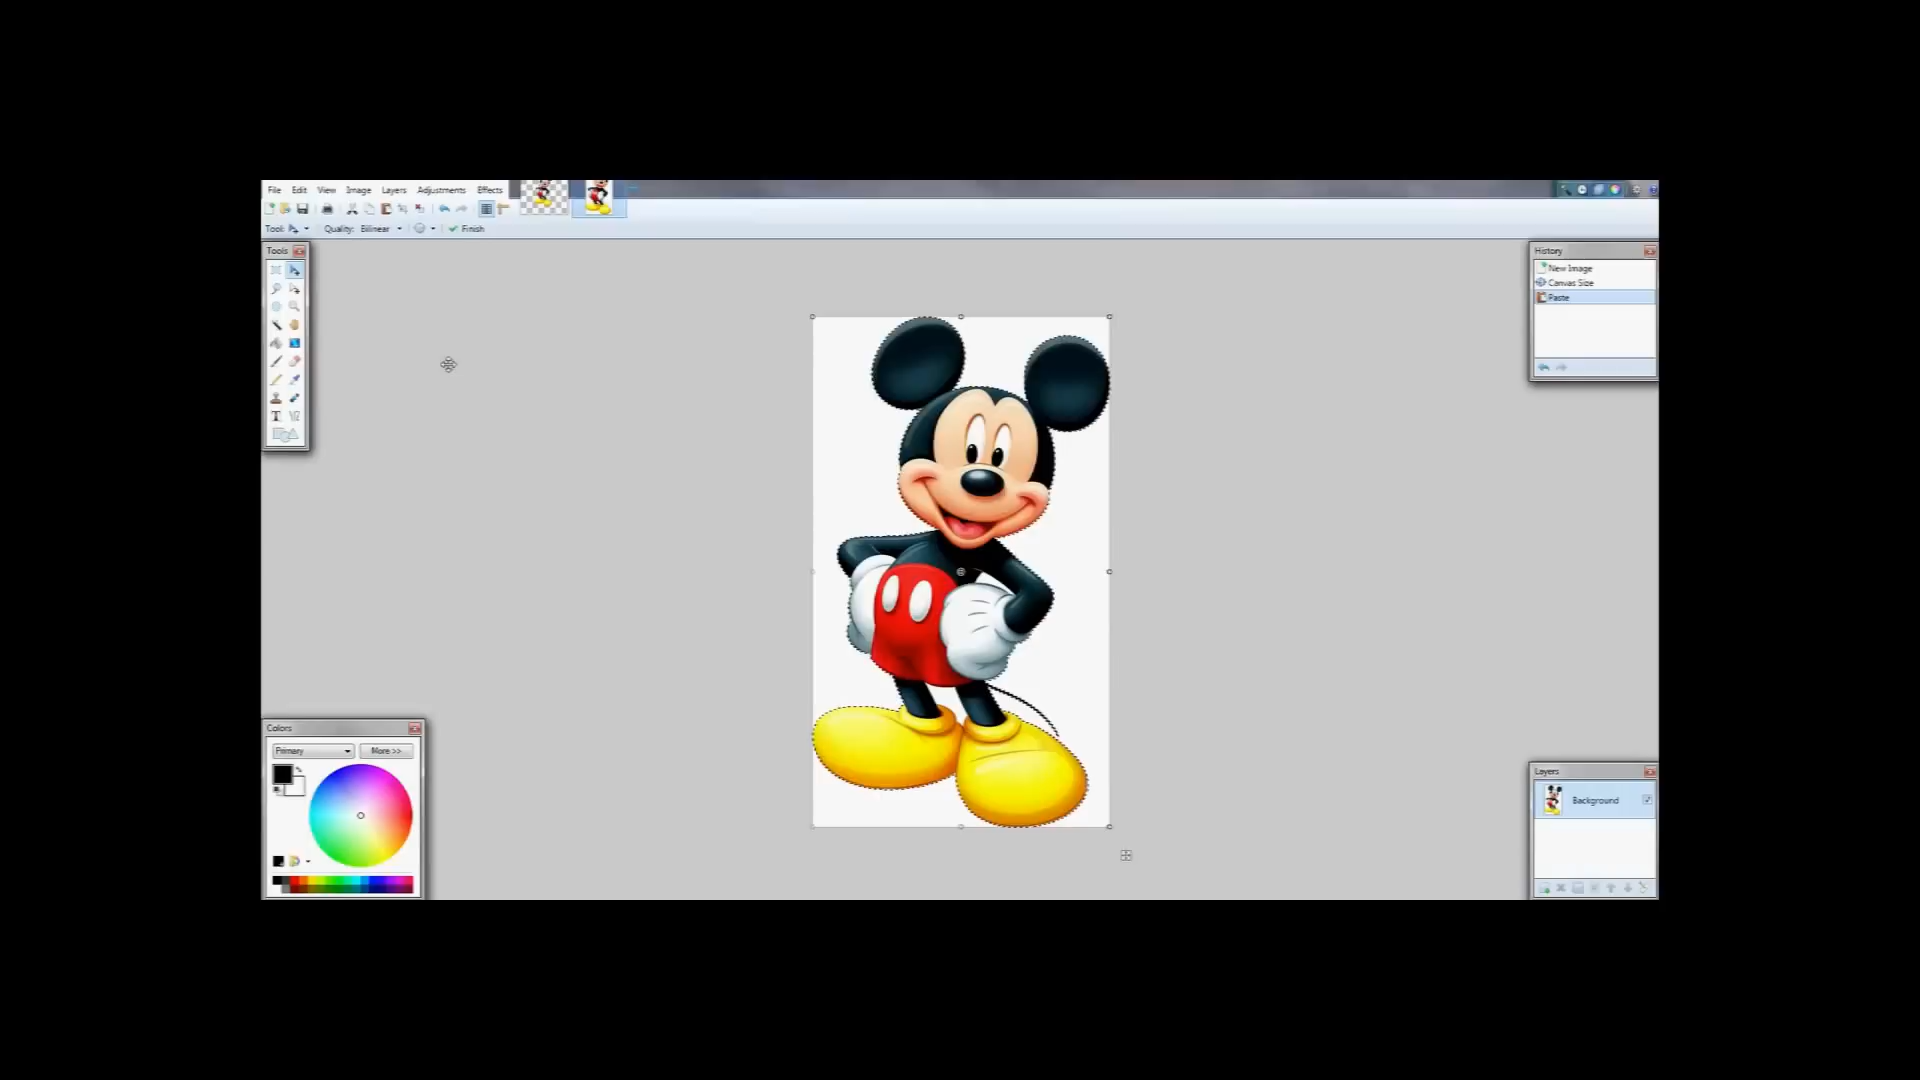 File Edit View Image Layers Adjustments Effects
Tool: Quality: Bilinear Finish
Tools
History
New Image
Canvas Size
Paste
Colors
Primary More >>
Layers
Background